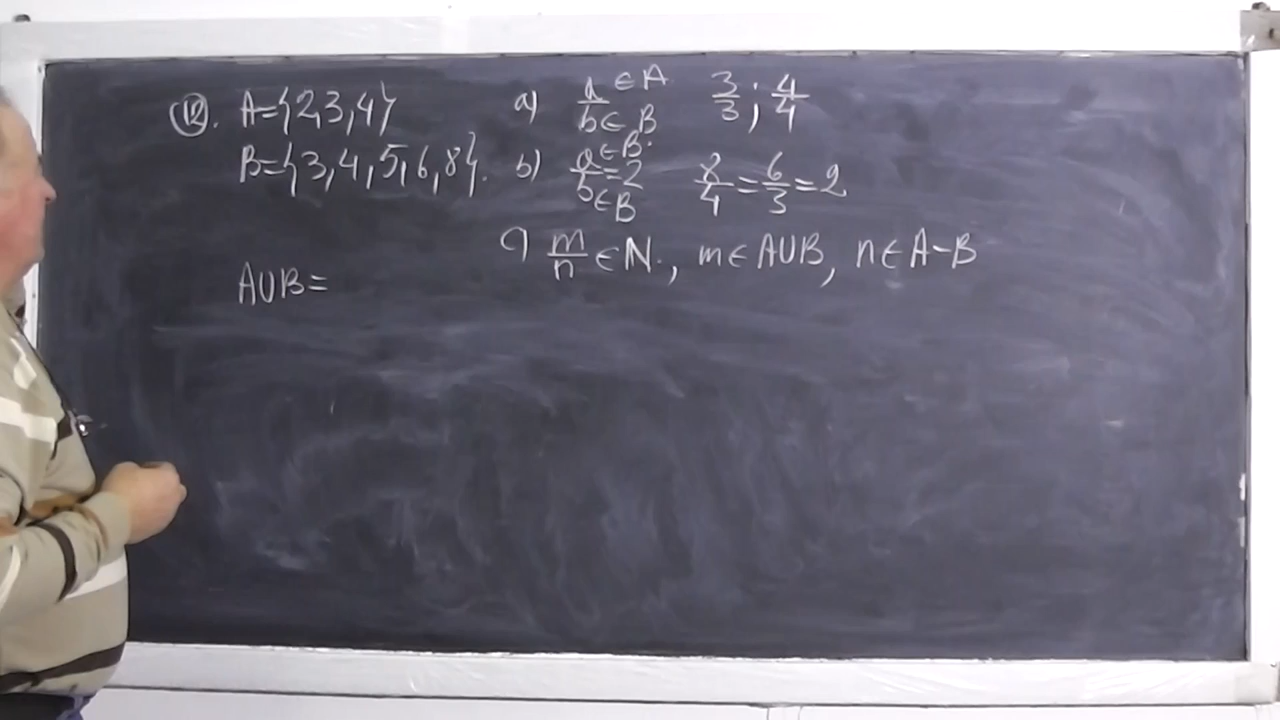 12. A={2,3,4} a) a/b ∈A ∈B 3/3 ; 4/4
B={3,4,5,6,8}. b) a/b=2 ∈B. ∈B 8/4=6/3=2
c) m/n ∈ N., m∈A∪B, n∈A-B
A∪B=